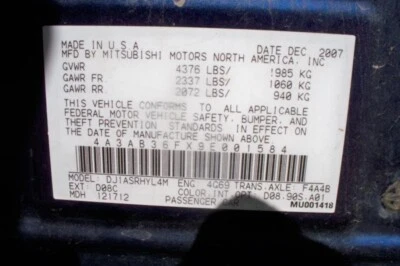 MADE IN U.S.A. DATE DEC. 2007
MFD BY MITSUBISHI MOTORS NORTH AMERICA, INC
GVWR 4376 LBS/ 1985 KG
GAWR FR. 2337 LBS/ 1060 KG
GAWR RR. 2072 LBS/ 940 KG
THIS VEHICLE CONFORMS TO ALL APPLICABLE
FEDERAL MOTOR VEHICLE SAFETY, BUMPER, AND
THEFT PREVENTION STANDARDS IN EFFECT ON
THE DATE OF MANUFACTURE SHOWN ABOVE.
4A3AB36FX9E001584
MODEL DJ1ASRHYL4M ENG: 4G69 TRANS.AXLE F4A4B
EXT: D08C COLOR.INT.OPT: D08.90S.A01
MDH 121712 PASSENGER CAR
MU001418